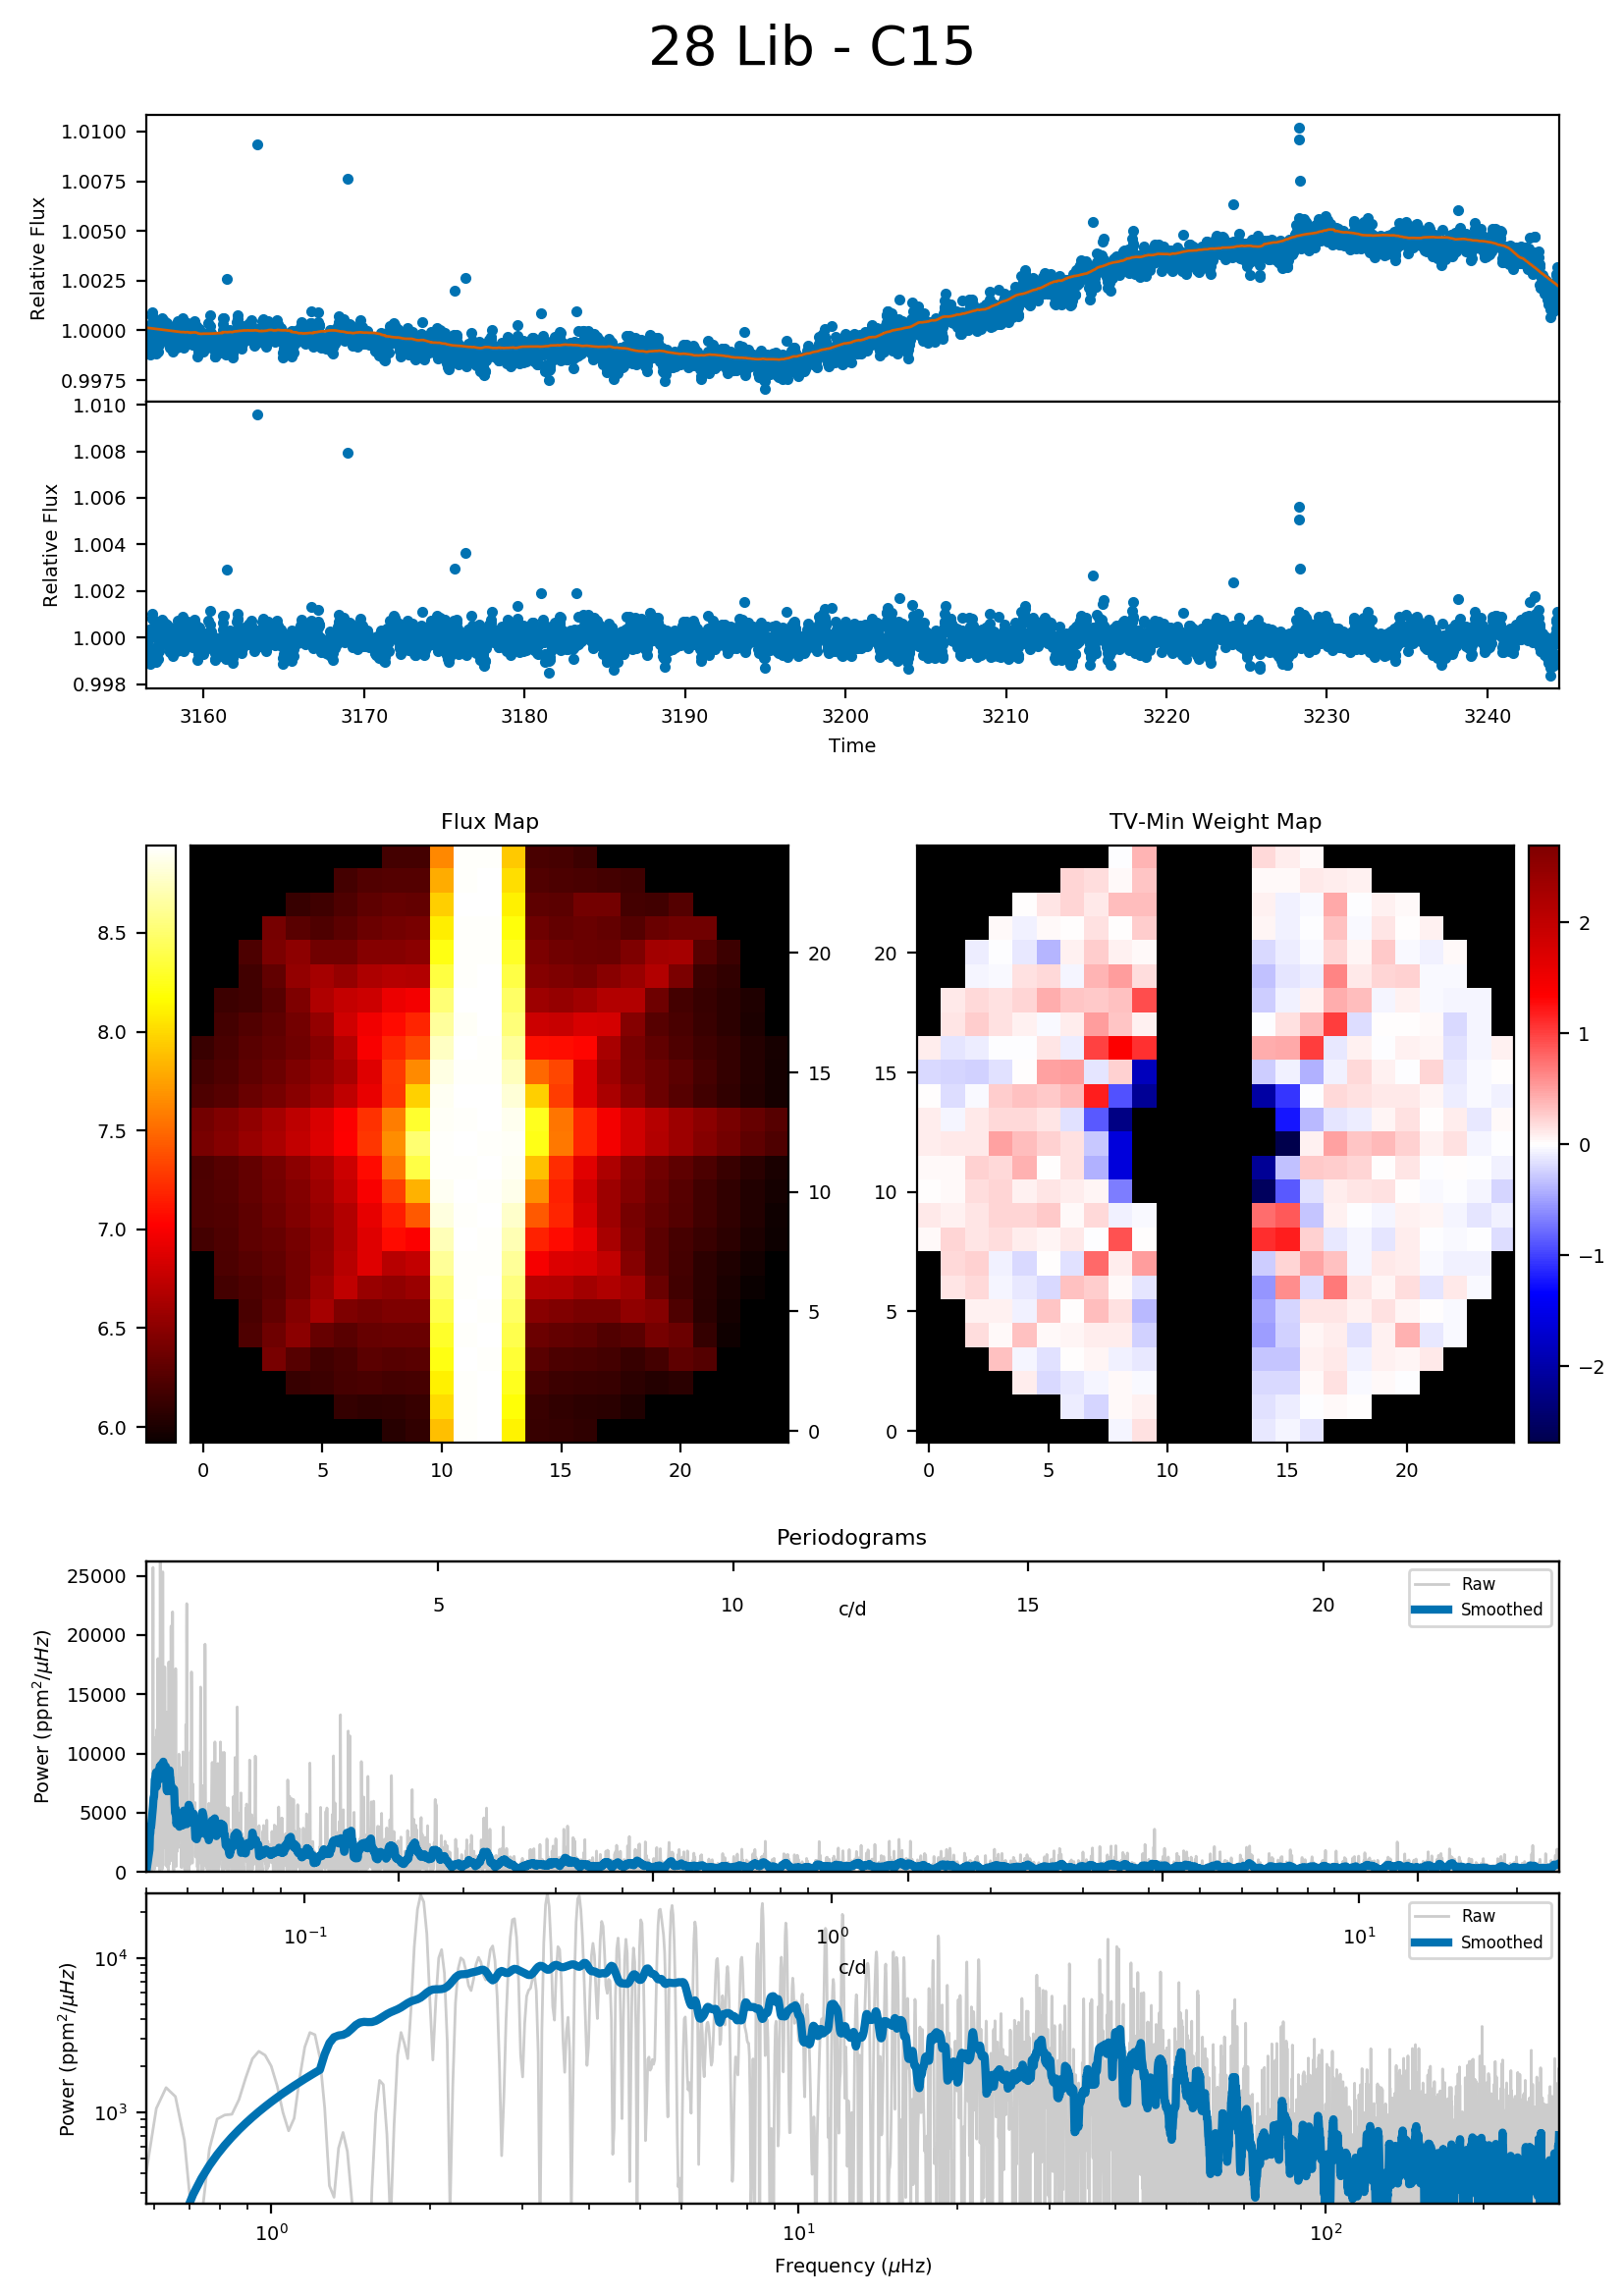 28 Lib - C15
Relative Flux
1.0100
1.0075
1.0050
1.0025
1.0000
0.9975
Relative Flux
1.010
1.008
1.006
1.004
1.002
1.000
0.998
3160 3170 3180 3190 3200 3210 3220 3230 3240
Time
Flux Map
8.5
8.0
7.5
7.0
6.5
6.0
20
15
10
5
0
0 5 10 15 20
TV-Min Weight Map
20
15
10
5
0
0 5 10 15 20
2
1
0
−1
−2
Periodograms
Power (ppm²/μHz)
25000
20000
15000
10000
5000
0
5 10 15 20
c/d
Raw
Smoothed
Power (ppm²/μHz)
10⁴
10³
10⁻¹ 10⁰ 10¹
c/d
Raw
Smoothed
10⁰ 10¹ 10²
Frequency (μHz)